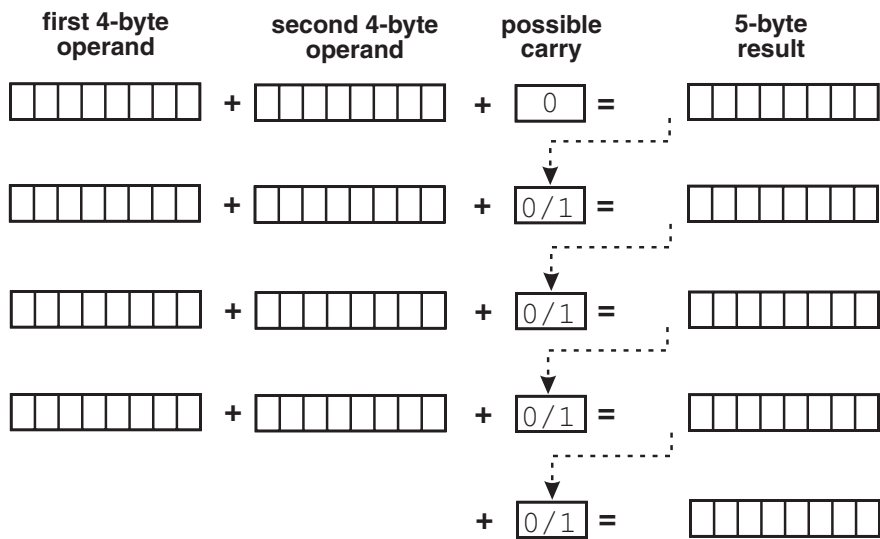 first 4-byte operand
second 4-byte operand
possible carry
5-byte result
+ + 0 =
+ + 0/1 =
+ + 0/1 =
+ + 0/1 =
+ 0/1 =